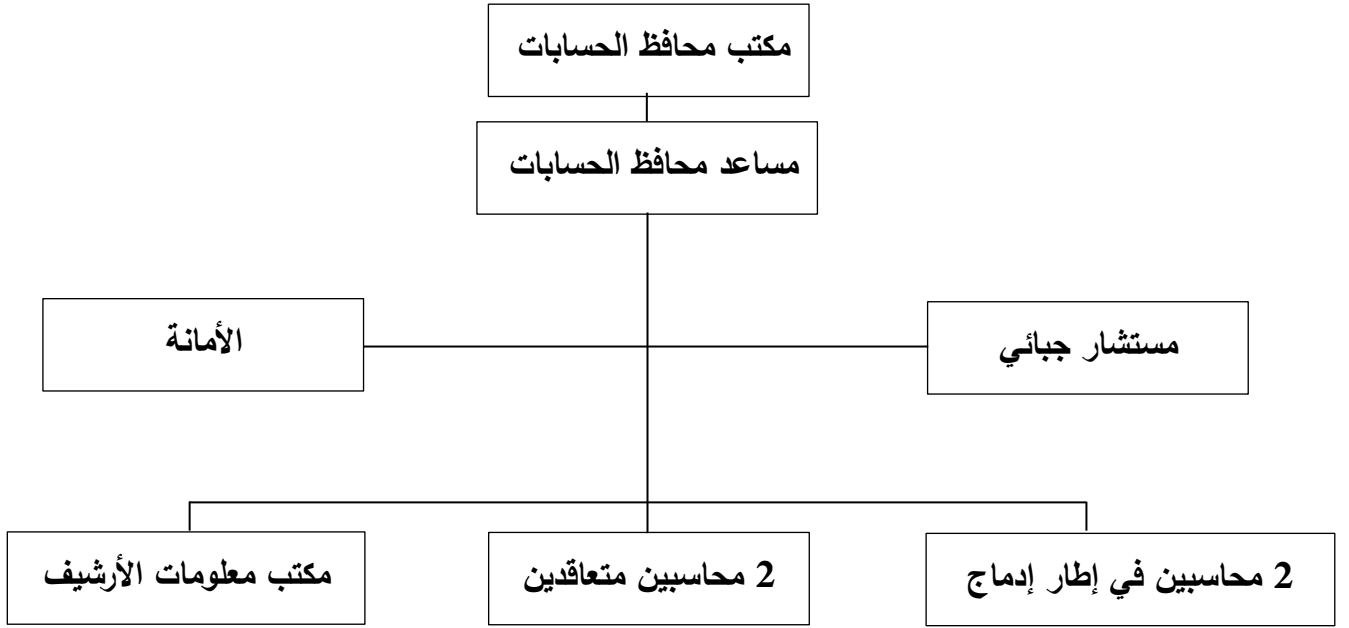 مكتب محافظ الحسابات
مساعد محافظ الحسابات
مستشار جبائي
الأمانة
2 محاسبين في إطار إدماج
2 محاسبين متعاقدين
مكتب معلومات الأرشيف